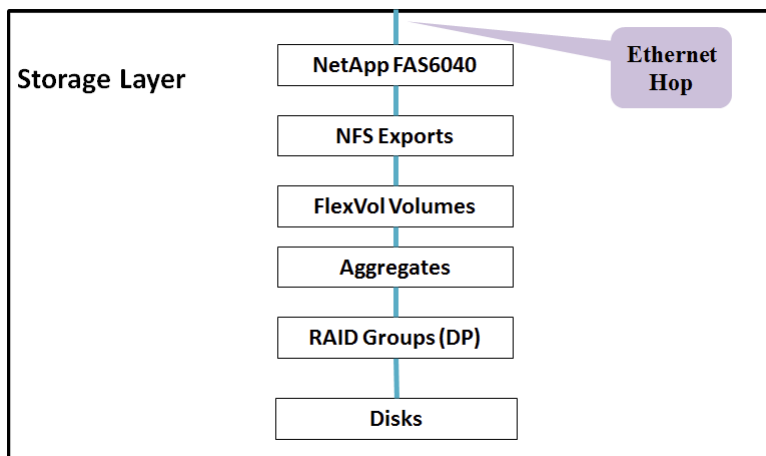 Storage Layer
Ethernet
Hop
NetApp FAS6040
NFS Exports
FlexVol Volumes
Aggregates
RAID Groups (DP)
Disks